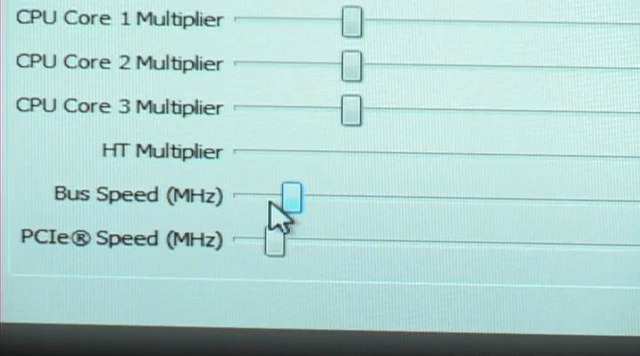 CPU Core 1 Multiplier
CPU Core 2 Multiplier
CPU Core 3 Multiplier
HT Multiplier
Bus Speed (MHz)
PCIe® Speed (MHz)